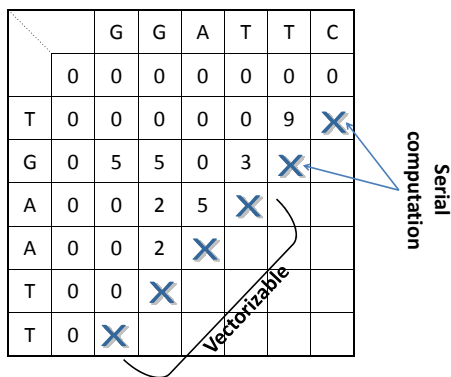 G G A T T C
0 0 0 0 0 0 0
T 0 0 0 0 0 9 X
G 0 5 5 0 3 X
A 0 0 2 5 X
A 0 0 2 X
T 0 0 X
T 0 X
Serial
computation
Vectorizable